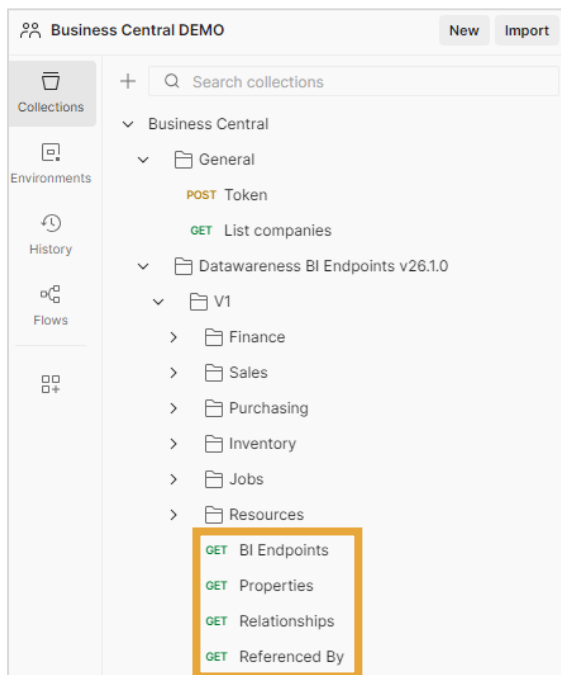 Business Central DEMO
New
Import
Collections
Environments
History
Flows
Search collections
Business Central
General
POST Token
GET List companies
Datawareness BI Endpoints v26.1.0
V1
Finance
Sales
Purchasing
Inventory
Jobs
Resources
GET BI Endpoints
GET Properties
GET Relationships
GET Referenced By